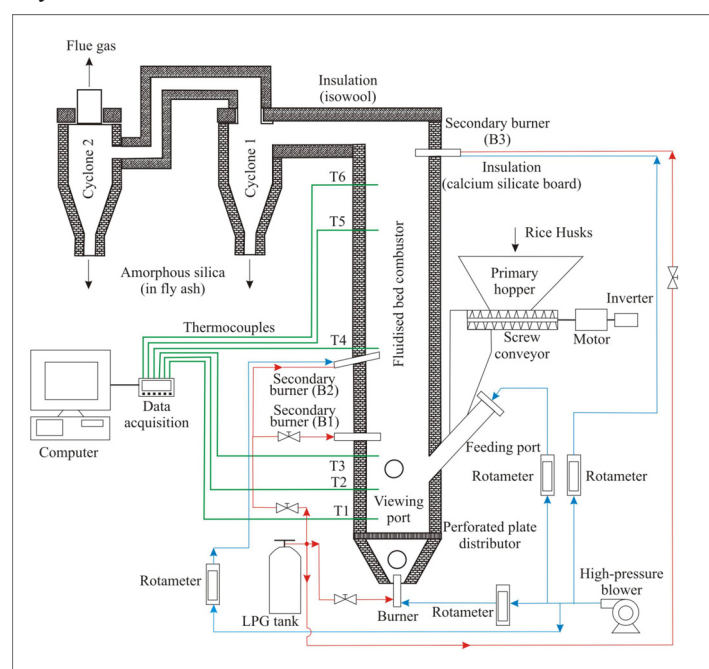 Flue gas
Insulation
(isowool)
Secondary burner
(B3)
Cyclone 2
Cyclone 1
Insulation
(calcium silicate board)
T6
T5
Rice Husks
Amorphous silica
(in fly ash)
Fluidised bed combustor
Primary
hopper
Inverter
Thermocouples
T4
Screw
conveyor
Motor
Secondary
burner (B2)
Data
acquisition
Secondary
burner (B1)
Computer
Feeding port
T3
Rotameter
Rotameter
T2
Viewing
port
T1
Perforated plate
distributor
Rotameter
High-pressure
blower
LPG tank
Burner
Rotameter